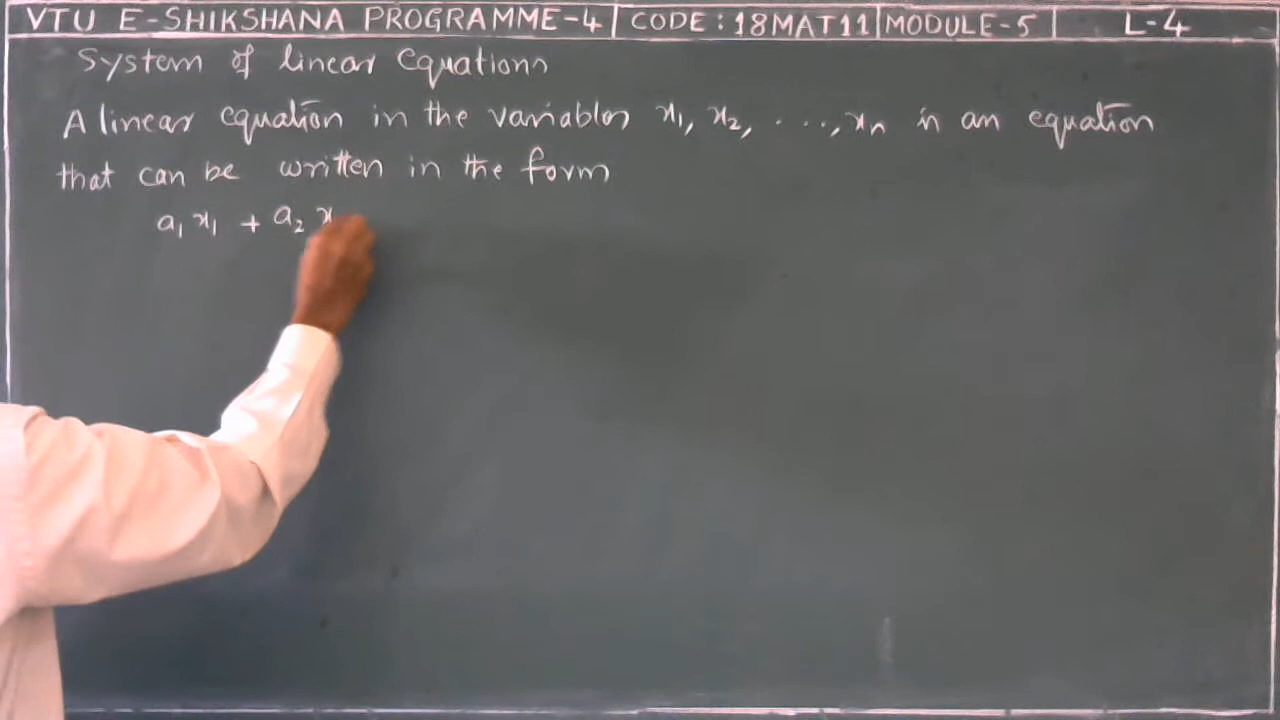 VTU E-SHIKSHANA PROGRAMME-4 | CODE: 18MAT11 | MODULE-5 | L-4
System of linear Equations
A linear equation in the variables x₁, x₂, ..., xₙ is an equation
that can be written in the form
a₁ x₁ + a₂ x